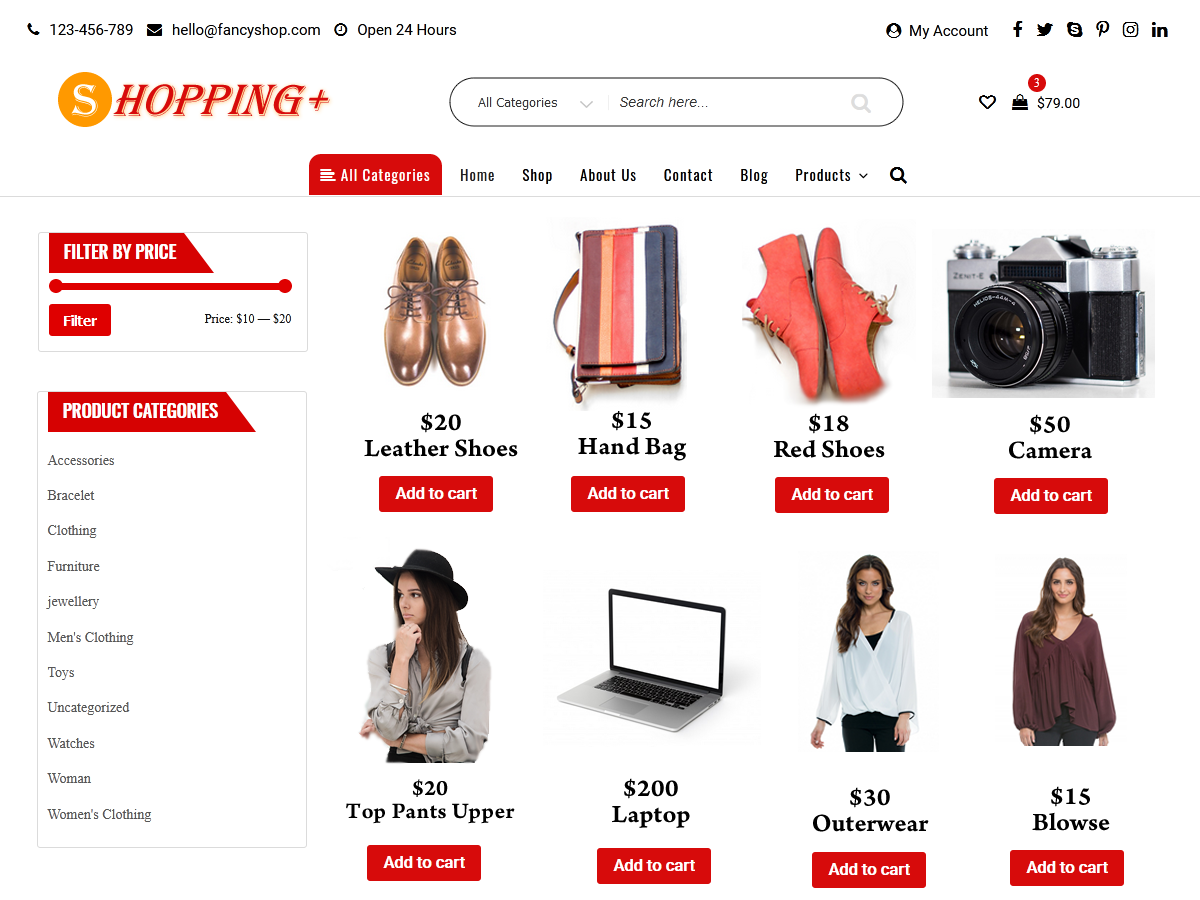 123-456-789 hello@fancyshop.com Open 24 Hours My Account
SHOPPING+
All Categories Search here...
3
$79.00
All Categories Home Shop About Us Contact Blog Products
FILTER BY PRICE
Filter Price: $10 — $20
PRODUCT CATEGORIES
Accessories
Bracelet
Clothing
Furniture
jewellery
Men's Clothing
Toys
Uncategorized
Watches
Woman
Women's Clothing
$20
Leather Shoes
Add to cart
$15
Hand Bag
Add to cart
$18
Red Shoes
Add to cart
ZENIT-E
HELIOS-44M-4
$50
Camera
Add to cart
$20
Top Pants Upper
Add to cart
$200
Laptop
Add to cart
$30
Outerwear
Add to cart
$15
Blowse
Add to cart